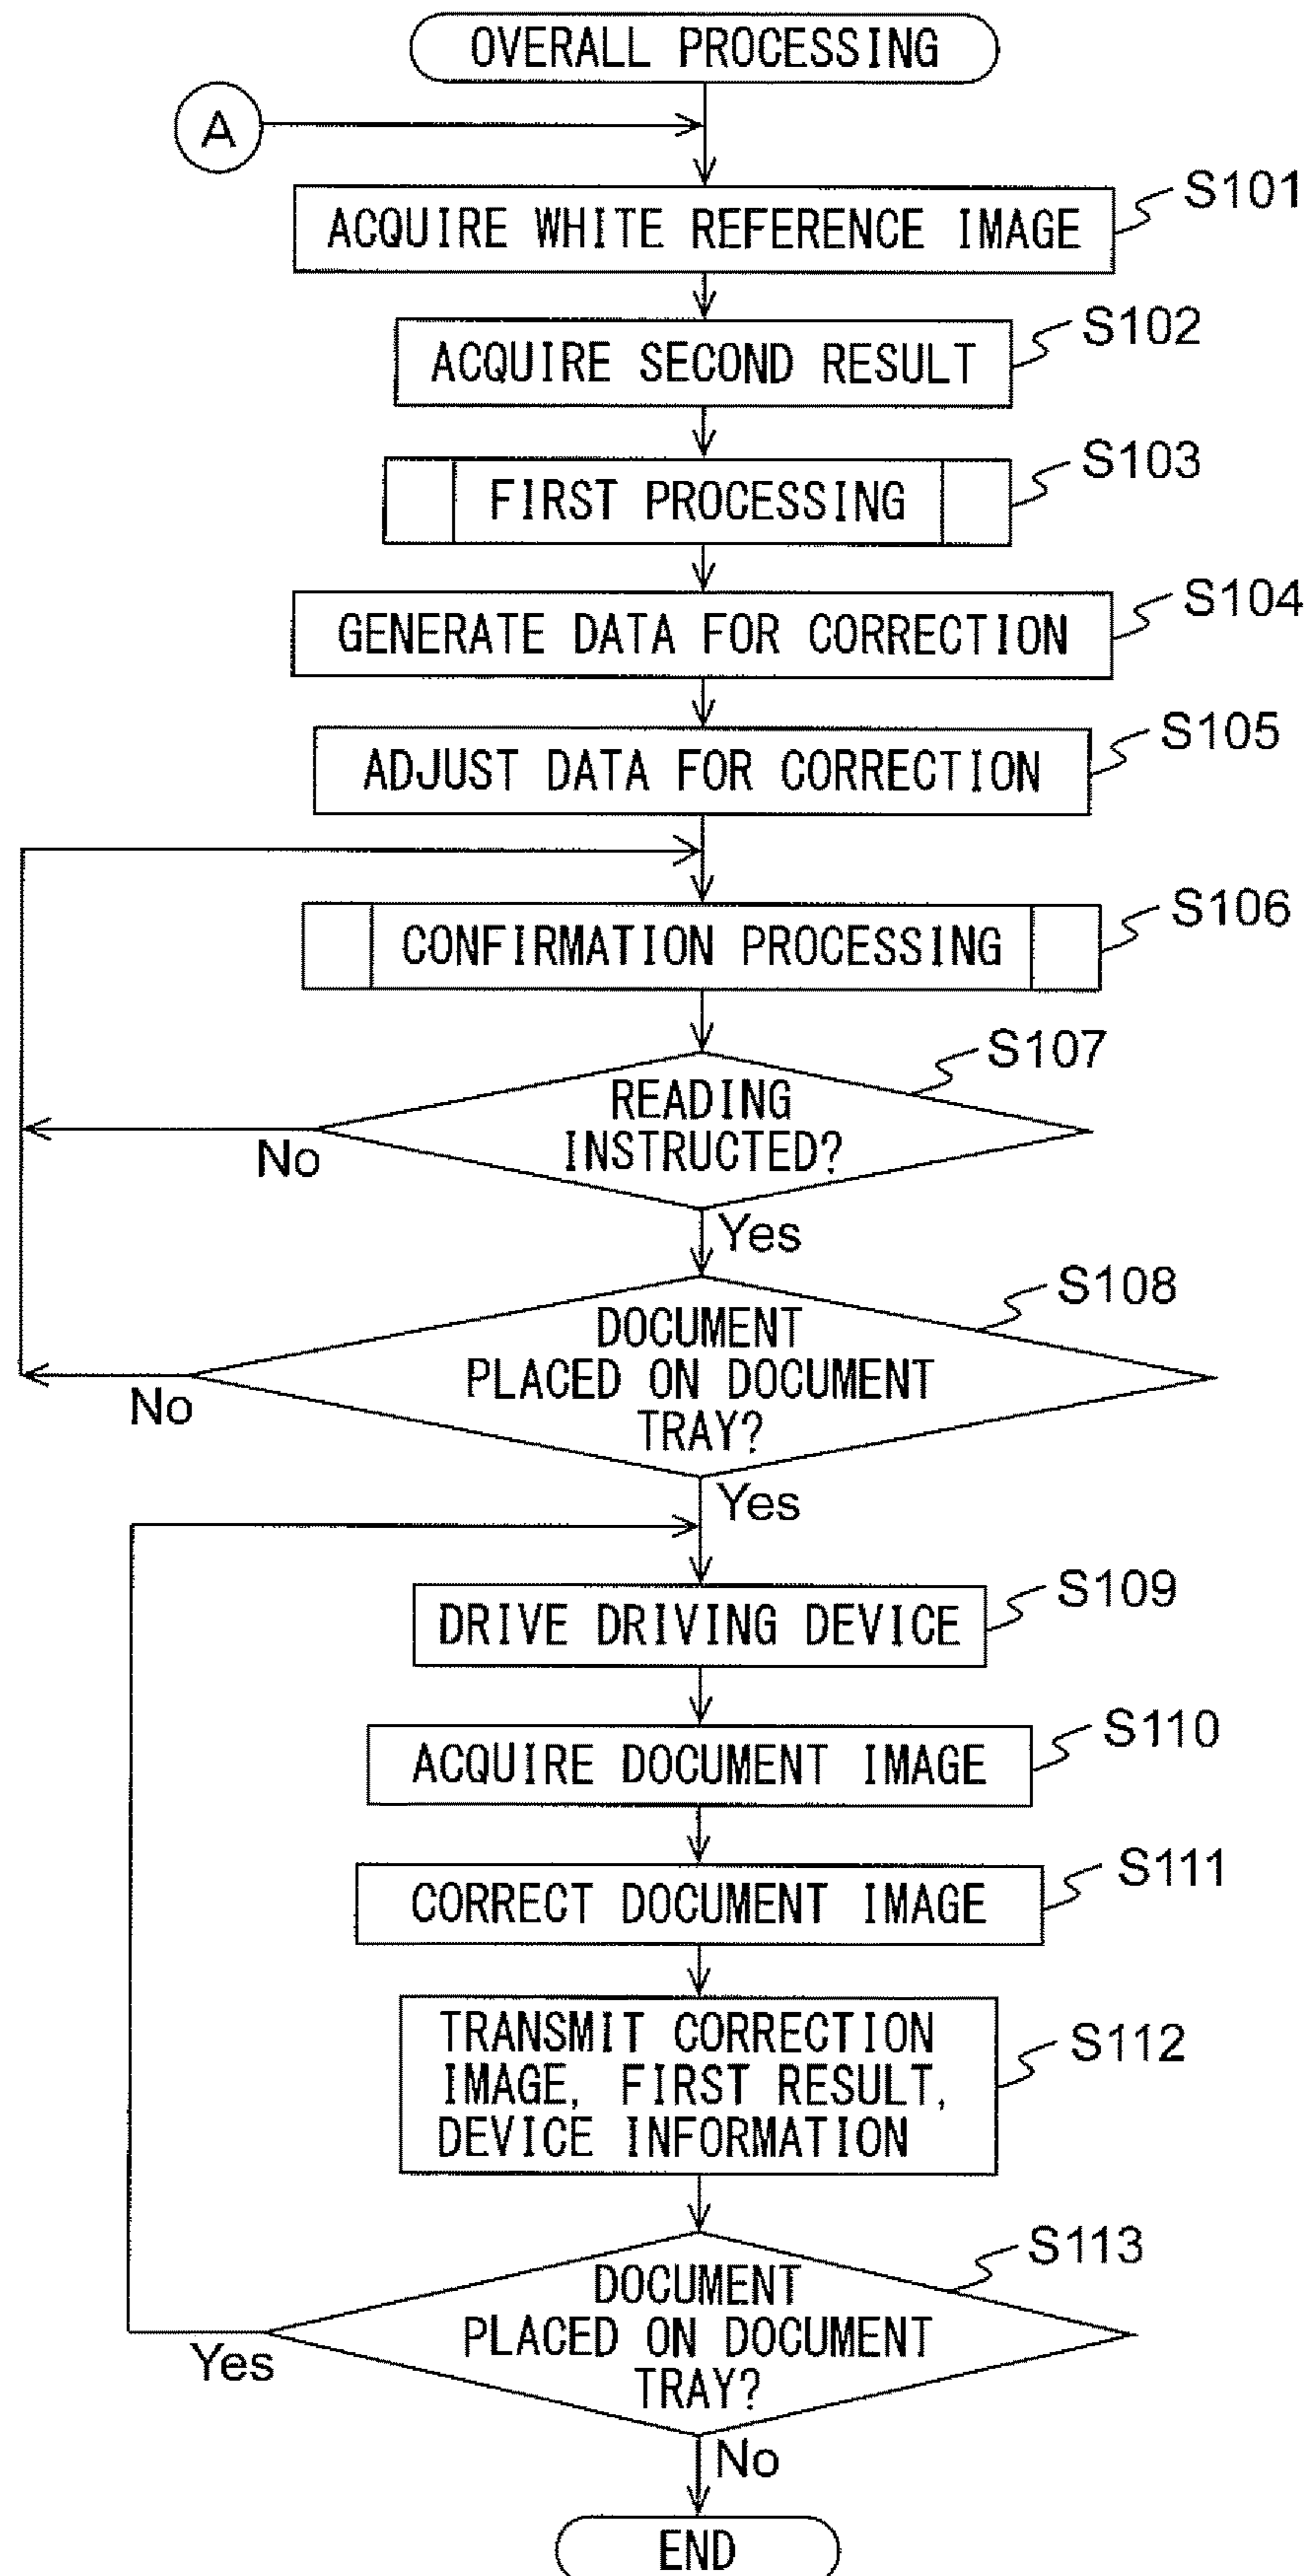 OVERALL PROCESSING
A
S101
ACQUIRE WHITE REFERENCE IMAGE
S102
ACQUIRE SECOND RESULT
S103
FIRST PROCESSING
S104
GENERATE DATA FOR CORRECTION
S105
ADJUST DATA FOR CORRECTION
S106
CONFIRMATION PROCESSING
S107
READING
INSTRUCTED?
No
Yes
S108
DOCUMENT
PLACED ON DOCUMENT
TRAY?
No
Yes
S109
DRIVE DRIVING DEVICE
S110
ACQUIRE DOCUMENT IMAGE
S111
CORRECT DOCUMENT IMAGE
S112
TRANSMIT CORRECTION
IMAGE, FIRST RESULT,
DEVICE INFORMATION
S113
DOCUMENT
PLACED ON DOCUMENT
TRAY?
Yes
No
END